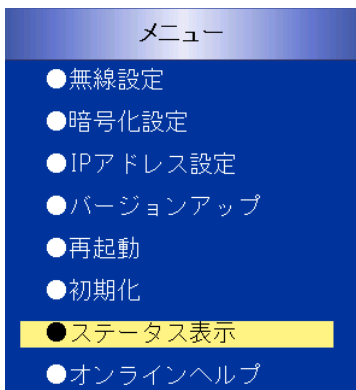 メニュー
●無線設定
●暗号化設定
●IPアドレス設定
●バージョンアップ
●再起動
●初期化
●ステータス表示
●オンラインヘルプ